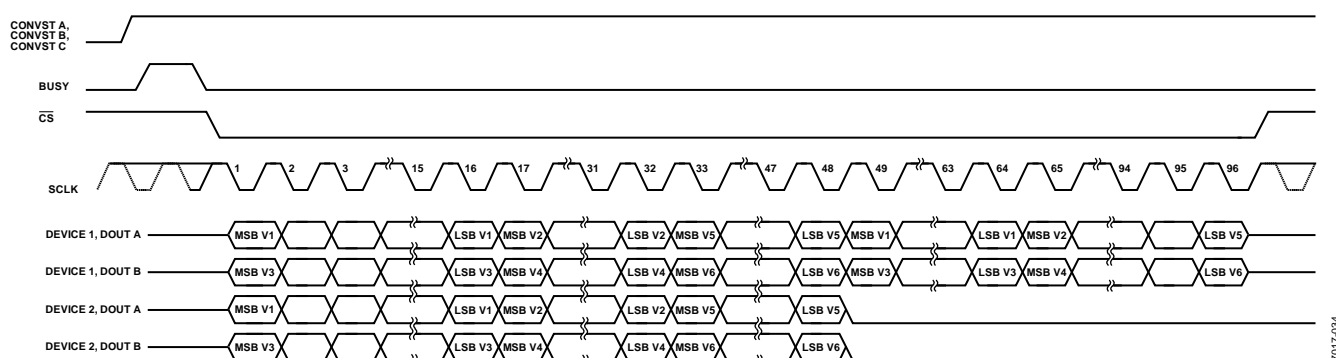 CONVST A,
CONVST B,
CONVST C
BUSY
CS
SCLK
1 2 3 15 16 17 31 32 33 47 48 49 63 64 65 94 95 96
DEVICE 1, DOUT A MSB V1 LSB V1 MSB V2 LSB V2 MSB V5 LSB V5 MSB V1 LSB V1 MSB V2 LSB V5
DEVICE 1, DOUT B MSB V3 LSB V3 MSB V4 LSB V4 MSB V6 LSB V6 MSB V3 LSB V3 MSB V4 LSB V6
DEVICE 2, DOUT A MSB V1 LSB V1 MSB V2 LSB V2 MSB V5 LSB V5
DEVICE 2, DOUT B MSB V3 LSB V3 MSB V4 LSB V4 MSB V6 LSB V6